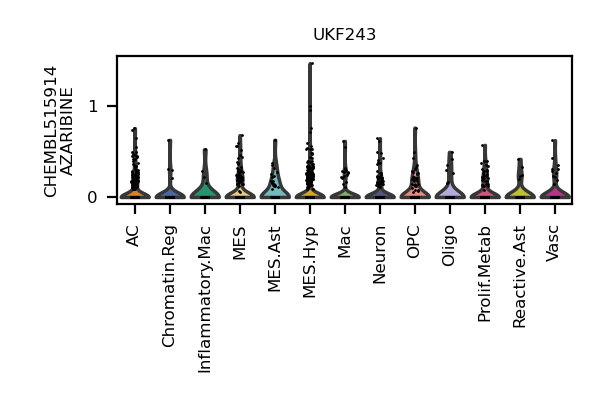 UKF243
CHEMBL515914
AZARIBINE
1
0
AC
Chromatin.Reg
Inflammatory.Mac
MES
MES.Ast
MES.Hyp
Mac
Neuron
OPC
Oligo
Prolif.Metab
Reactive.Ast
Vasc